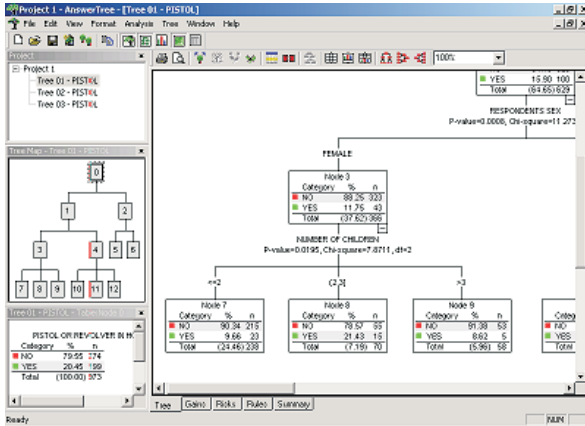 Project 1 - AnswerTree - [Tree 01 - PISTOL]
File Edit View Format Analysis Tree Window Help
100%
Project
Project 1
Tree 01 - PISTOL
Tree 02 - PISTOL
Tree 03 - PISTOL
Tree Map - Tree 01 - PISTOL
0
1 2
3 4 5 6
7 8 9 10 11 12
Tree 01 - PISTOL -
PISTOL OR REVOLVER IN HO
Category % n
NO 79.55 774
YES 20.45 199
Total (100.00) 973
YES 15.90 100
Total (64.65) 629
RESPONDENTS SEX
P-value=0.0008, Chi-square=11.273
FEMALE
Node 3
Category % n
NO 88.25 323
YES 11.75 43
Total (37.62) 366
NUMBER OF CHILDREN
P-value=0.0195, Chi-square=7.8711, df=2
<=2 (2,3] >3
Node 7
Category % n
NO 90.34 215
YES 9.66 23
Total (24.46) 238
Node 8
Category % n
NO 78.57 55
YES 21.43 15
Total (7.19) 70
Node 9
Category % n
NO 91.38 53
YES 8.62 5
Total (5.96) 58
Categ
NO
YES
Total
Tree Gains Risks Rules Summary
Ready NUM